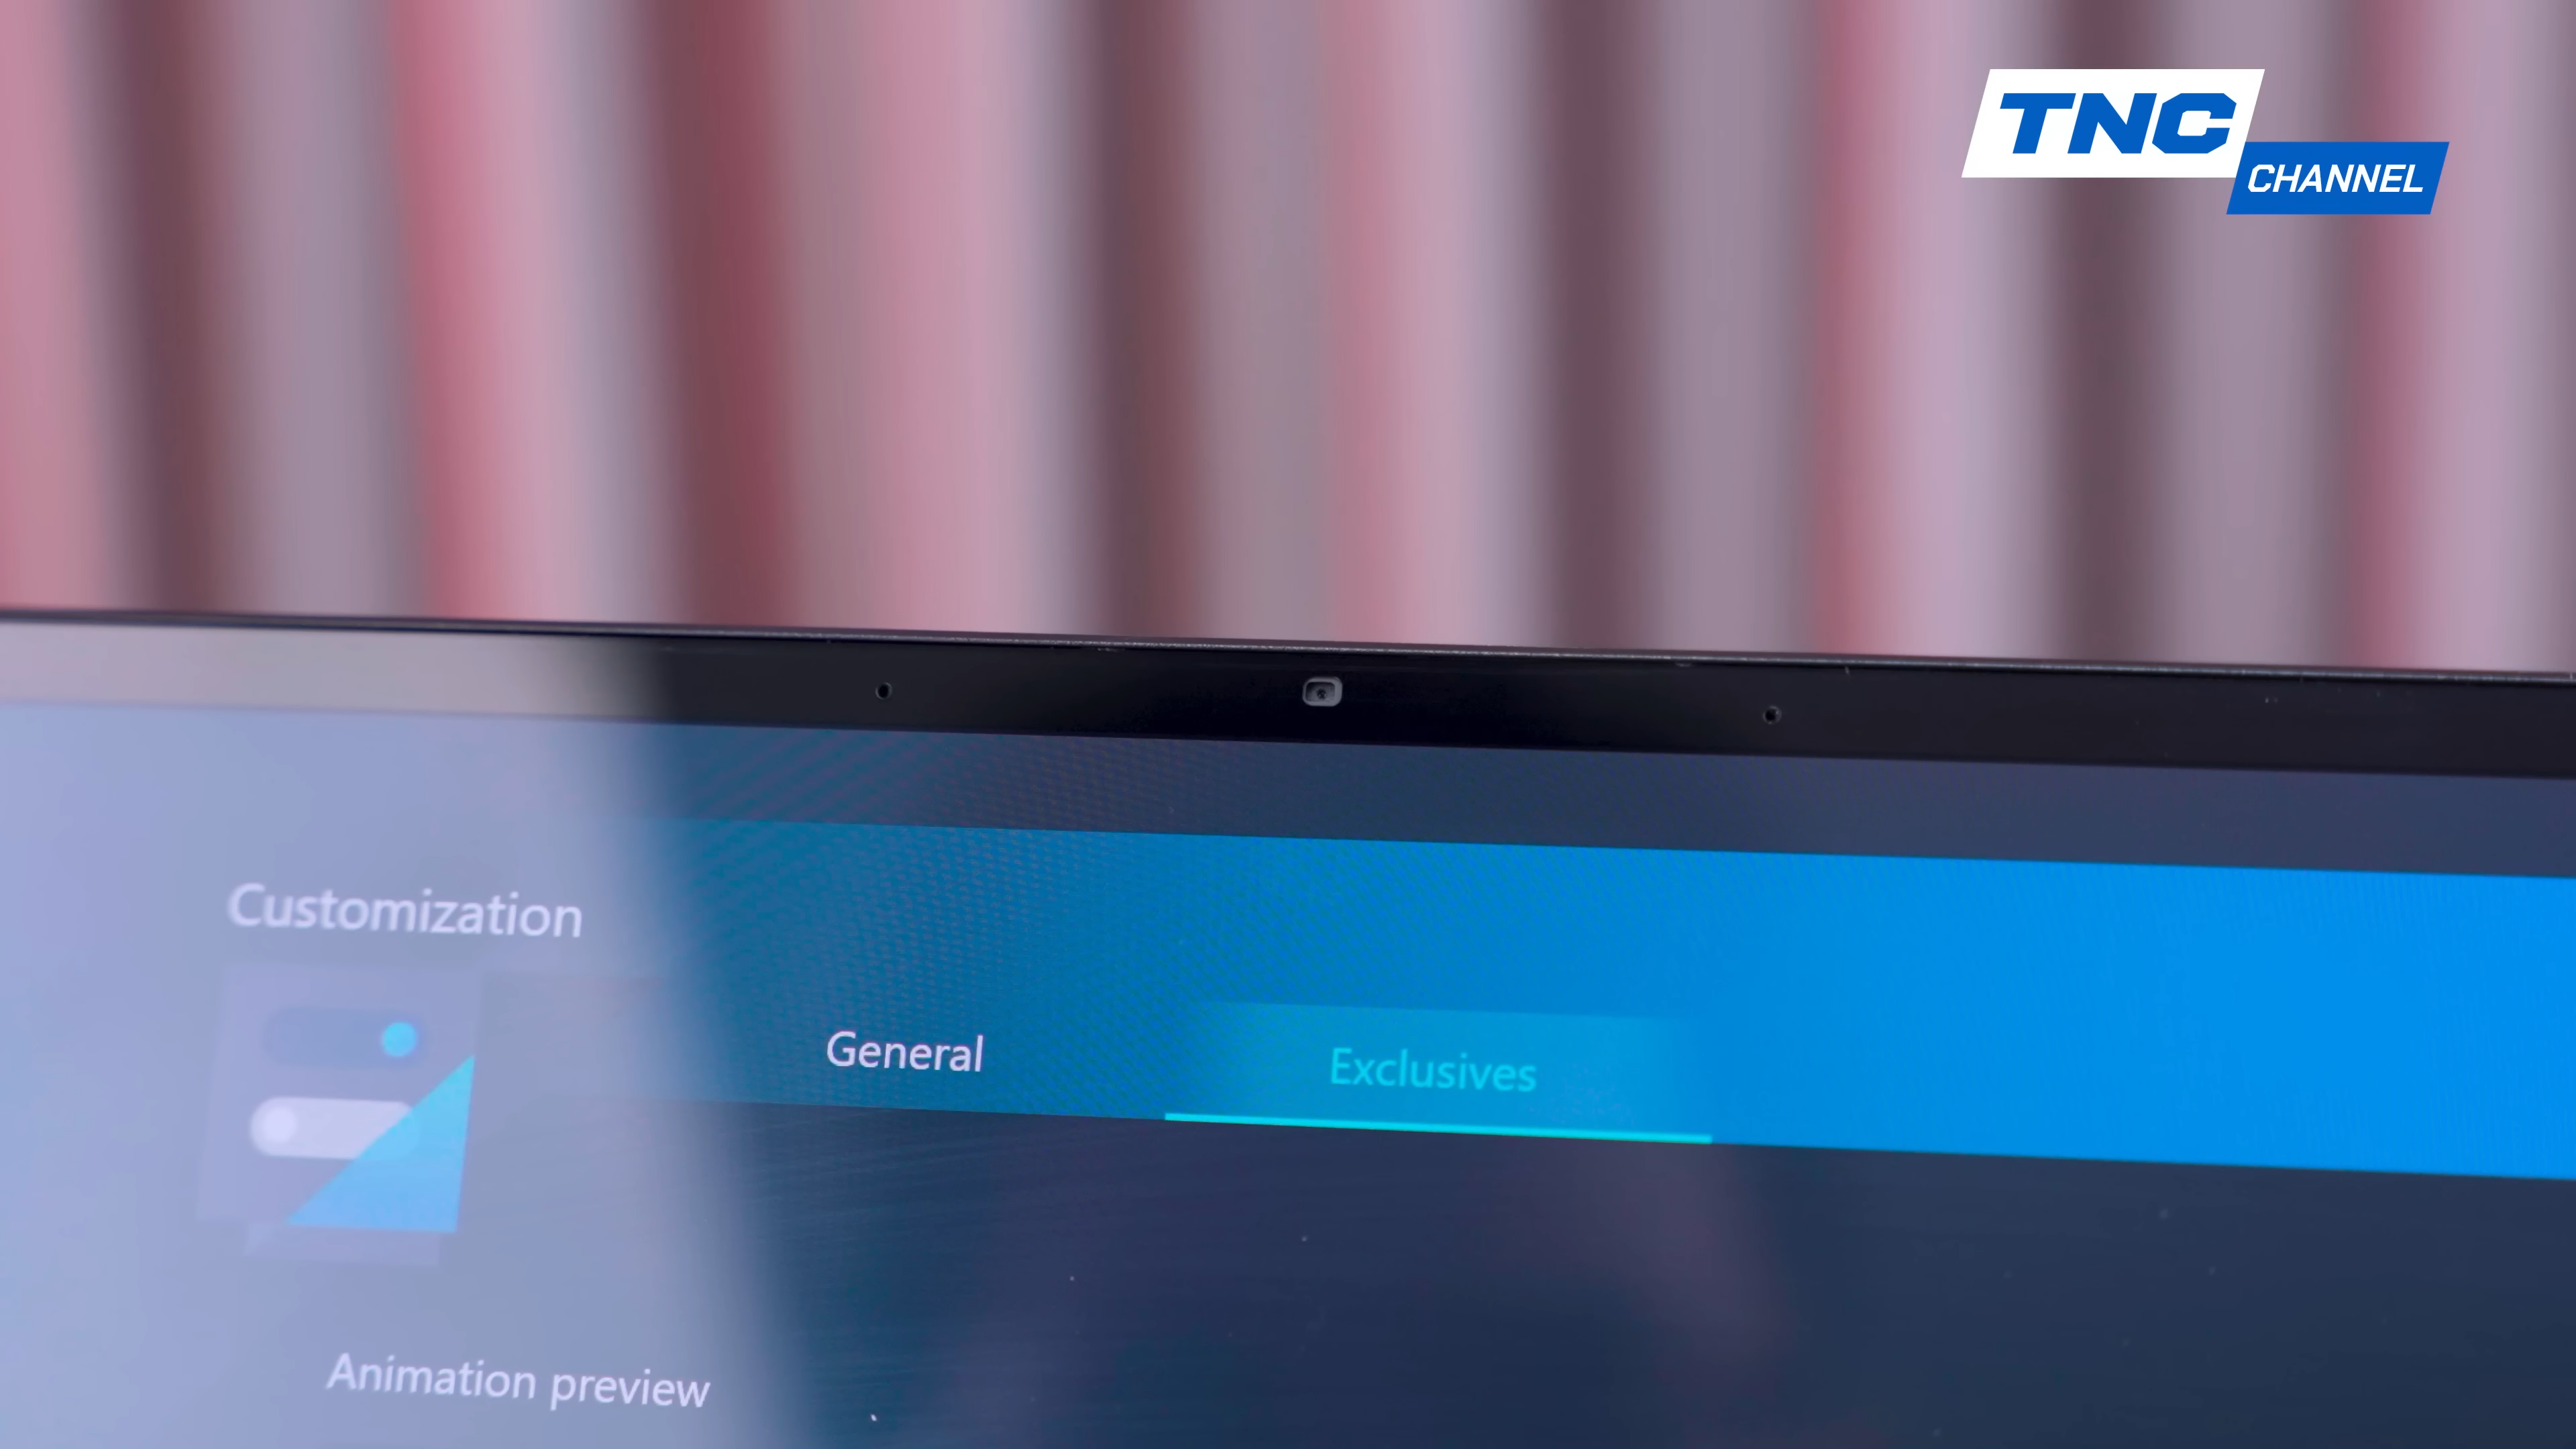 TNC
CHANNEL
Customization
General
Exclusives
Animation preview